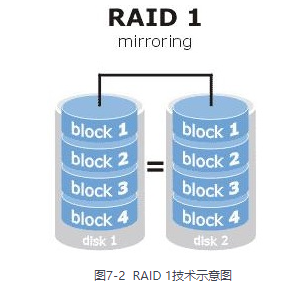 RAID 1
mirroring
block 1 block 1
block 2 block 2
=
block 3 block 3
block 4 block 4
disk 1 disk 2
图7-2 RAID 1技术示意图